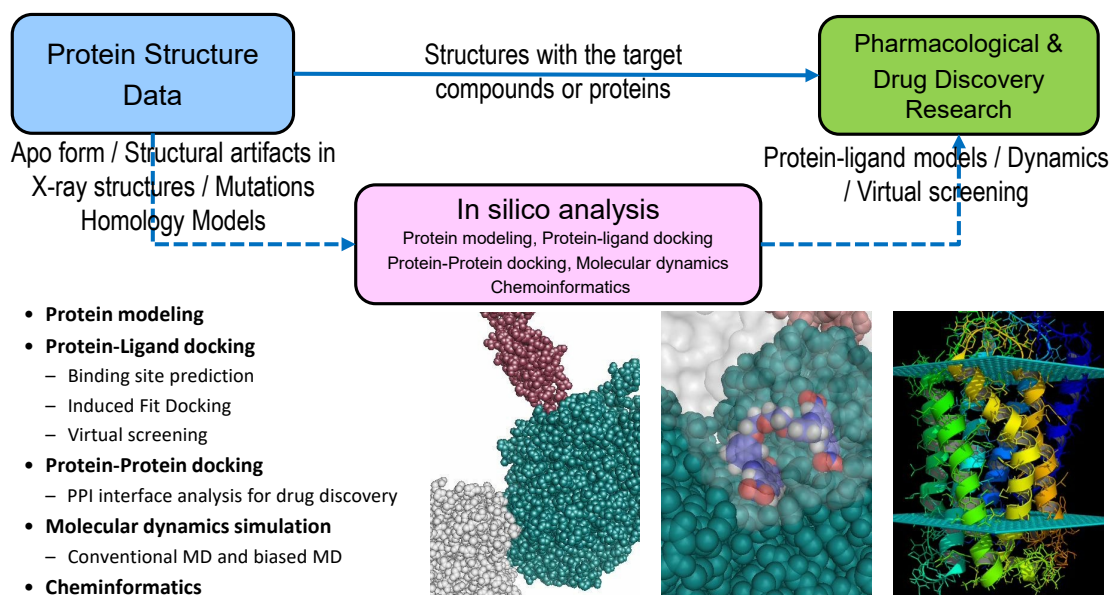 Protein Structure
Data
Structures with the target
compounds or proteins
Pharmacological &
Drug Discovery
Research
Apo form / Structural artifacts in
X-ray structures / Mutations
Homology Models
Protein-ligand models / Dynamics
/ Virtual screening
In silico analysis
Protein modeling, Protein-ligand docking
Protein-Protein docking, Molecular dynamics
Chemoinformatics
• Protein modeling
• Protein-Ligand docking
– Binding site prediction
– Induced Fit Docking
– Virtual screening
• Protein-Protein docking
– PPI interface analysis for drug discovery
• Molecular dynamics simulation
– Conventional MD and biased MD
• Cheminformatics